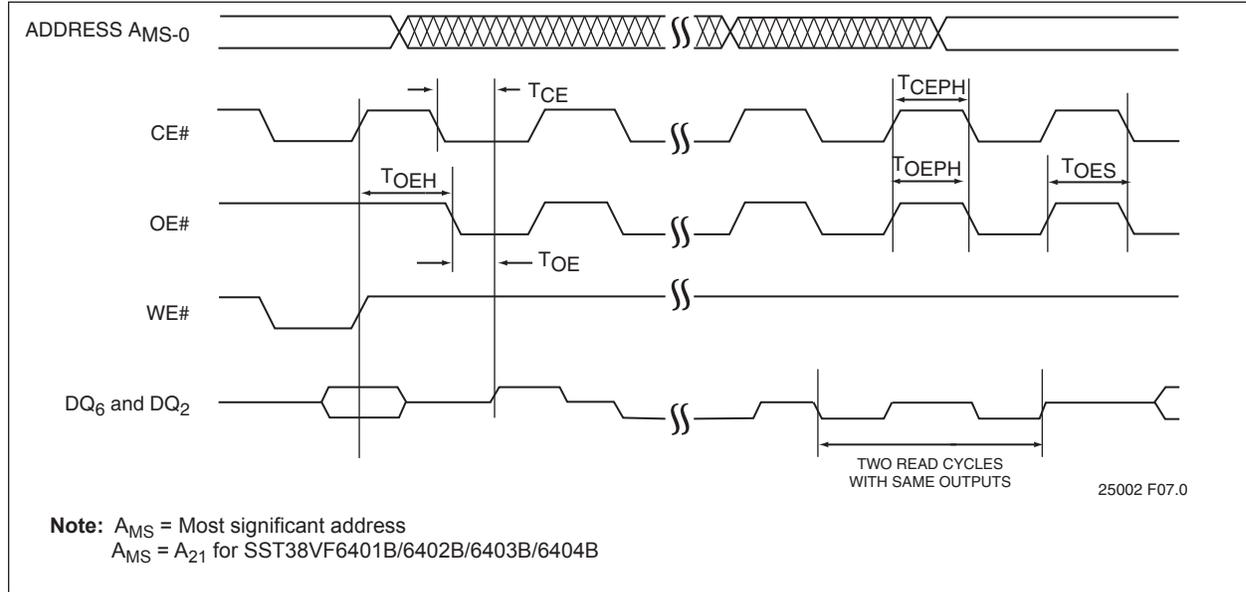 ADDRESS AMS-0
TCE
TCEPH
CE#
TOEH
TOEPH
TOES
OE#
TOE
WE#
DQ6 and DQ2
TWO READ CYCLES
WITH SAME OUTPUTS
25002 F07.0
Note: AMS = Most significant address
AMS = A21 for SST38VF6401B/6402B/6403B/6404B